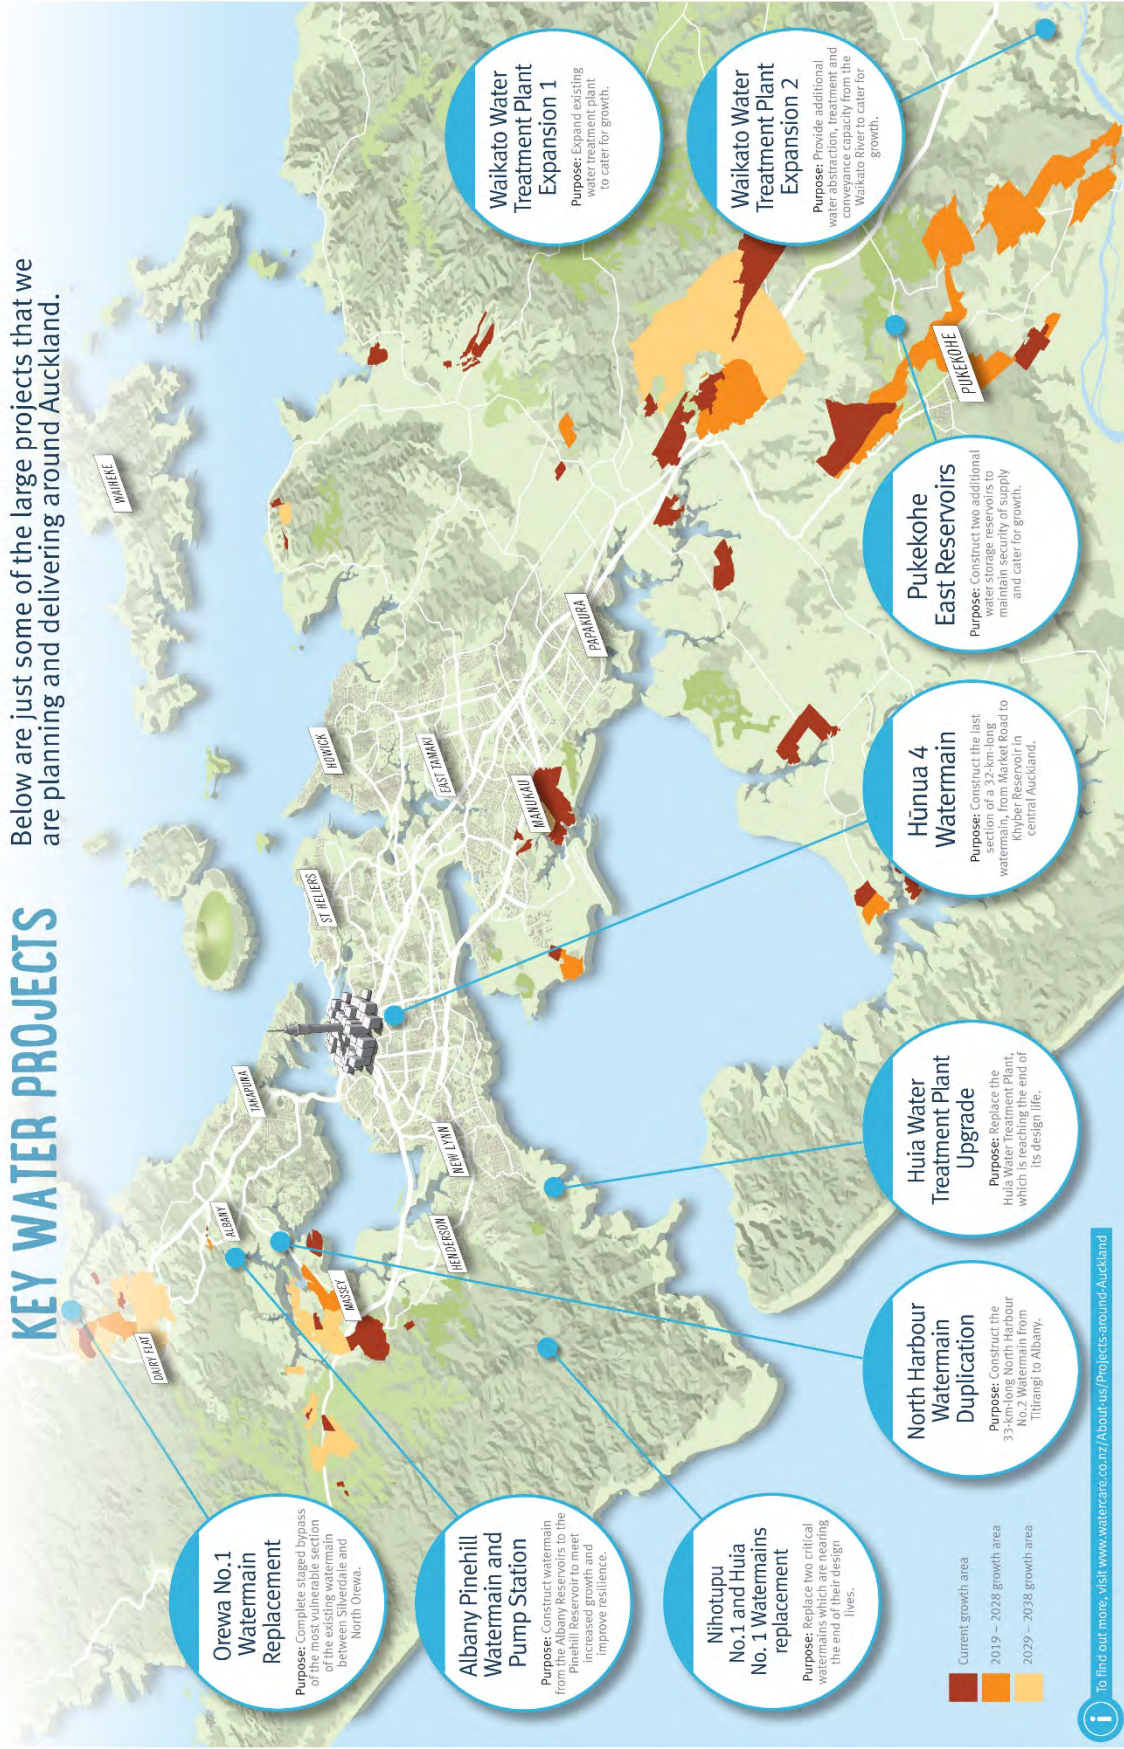 KEY WATER PROJECTS
Below are just some of the large projects that we
are planning and delivering around Auckland.
Orewa No.1
Watermain
Replacement
Purpose: Complete staged bypass
of the most vulnerable section
of the existing watermain
between Silverdale and
North Orewa.
Albany Pinehill
Watermain and
Pump Station
Purpose: Construct watermain
from the Albany Reservoirs to the
Pinehill Reservoir to meet
increased growth and
improve resilience.
Nihotupu
No.1 and Huia
No. 1 Watermains
replacement
Purpose: Replace two critical
watermains which are nearing
the end of their design
lives.
North Harbour
Watermain
Duplication
Purpose: Construct the
33-km-long North Harbour
No.2 Watermain from
Titirangi to Albany.
Huia Water
Treatment Plant
Upgrade
Purpose: Replace the
Huia Water Treatment Plant,
which is reaching the end of
its design life.
Hūnua 4
Watermain
Purpose: Construct the last
section of a 32-km-long
watermain, from Market Road to
Khyber Reservoir in
central Auckland.
Pukekohe
East Reservoirs
Purpose: Construct two additional
water storage reservoirs to
maintain security of supply
and cater for growth.
Waikato Water
Treatment Plant
Expansion 1
Purpose: Expand existing
water treatment plant
to cater for growth.
Waikato Water
Treatment Plant
Expansion 2
Purpose: Provide additional
water abstraction, treatment and
conveyance capacity from the
Waikato River to cater for
growth.
DAIRY FLAT
ALBANY
TAKAPUNA
MASSEY
HENDERSON
NEW LYNN
ST HELIERS
HOWICK
EAST TAMAKI
MANUKAU
PAPAKURA
WAIHEKE
PUKEKOHE
Current growth area
2019 – 2028 growth area
2029 – 2038 growth area
i
To find out more, visit www.watercare.co.nz/About-us/Projects-around-Auckland